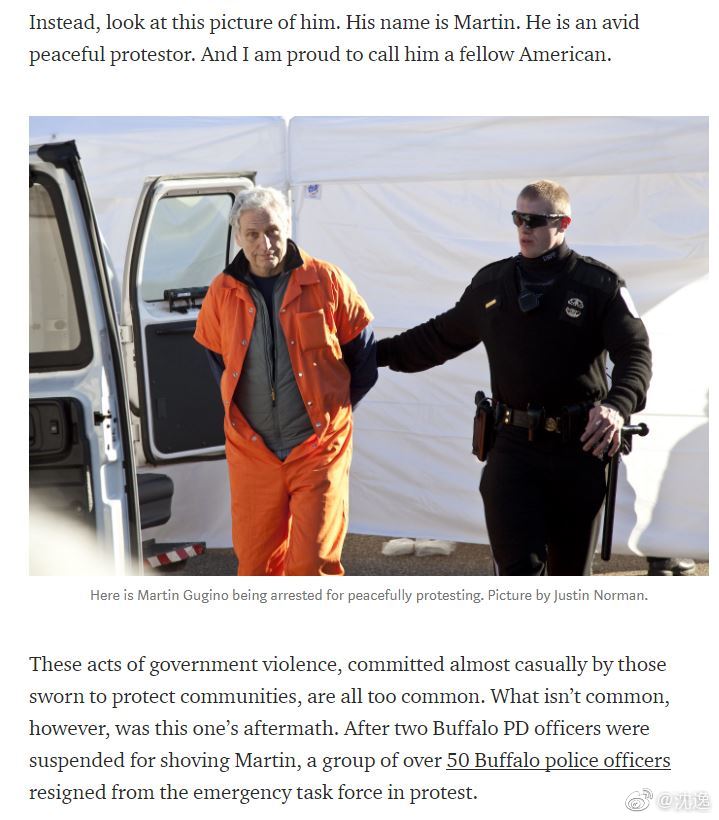 Instead, look at this picture of him. His name is Martin. He is an avid
peaceful protestor. And I am proud to call him a fellow American.
Here is Martin Gugino being arrested for peacefully protesting. Picture by Justin Norman.
These acts of government violence, committed almost casually by those
sworn to protect communities, are all too common. What isn’t common,
however, was this one’s aftermath. After two Buffalo PD officers were
suspended for shoving Martin, a group of over 50 Buffalo police officers
resigned from the emergency task force in protest.
@沈逸